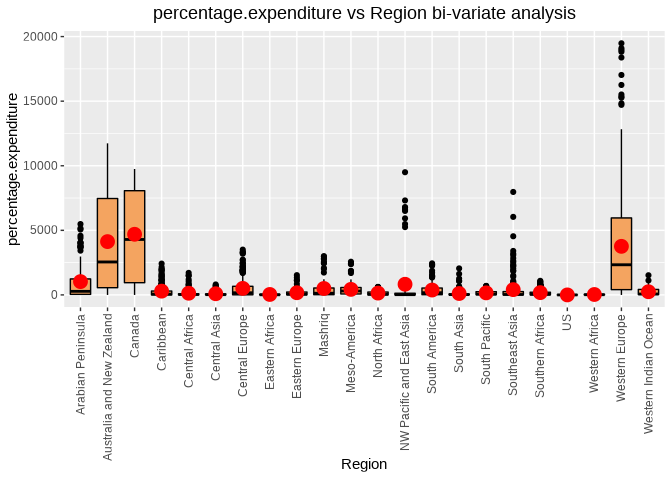 percentage.expenditure vs Region bi-variate analysis
percentage.expenditure
20000
15000
10000
5000
0
Arabian Peninsula
Australia and New Zealand
Canada
Caribbean
Central Africa
Central Asia
Central Europe
Eastern Africa
Eastern Europe
Mashriq
Meso-America
North Africa
NW Pacific and East Asia
South America
South Asia
South Pacific
Southeast Asia
Southern Africa
US
Western Africa
Western Europe
Western Indian Ocean
Region